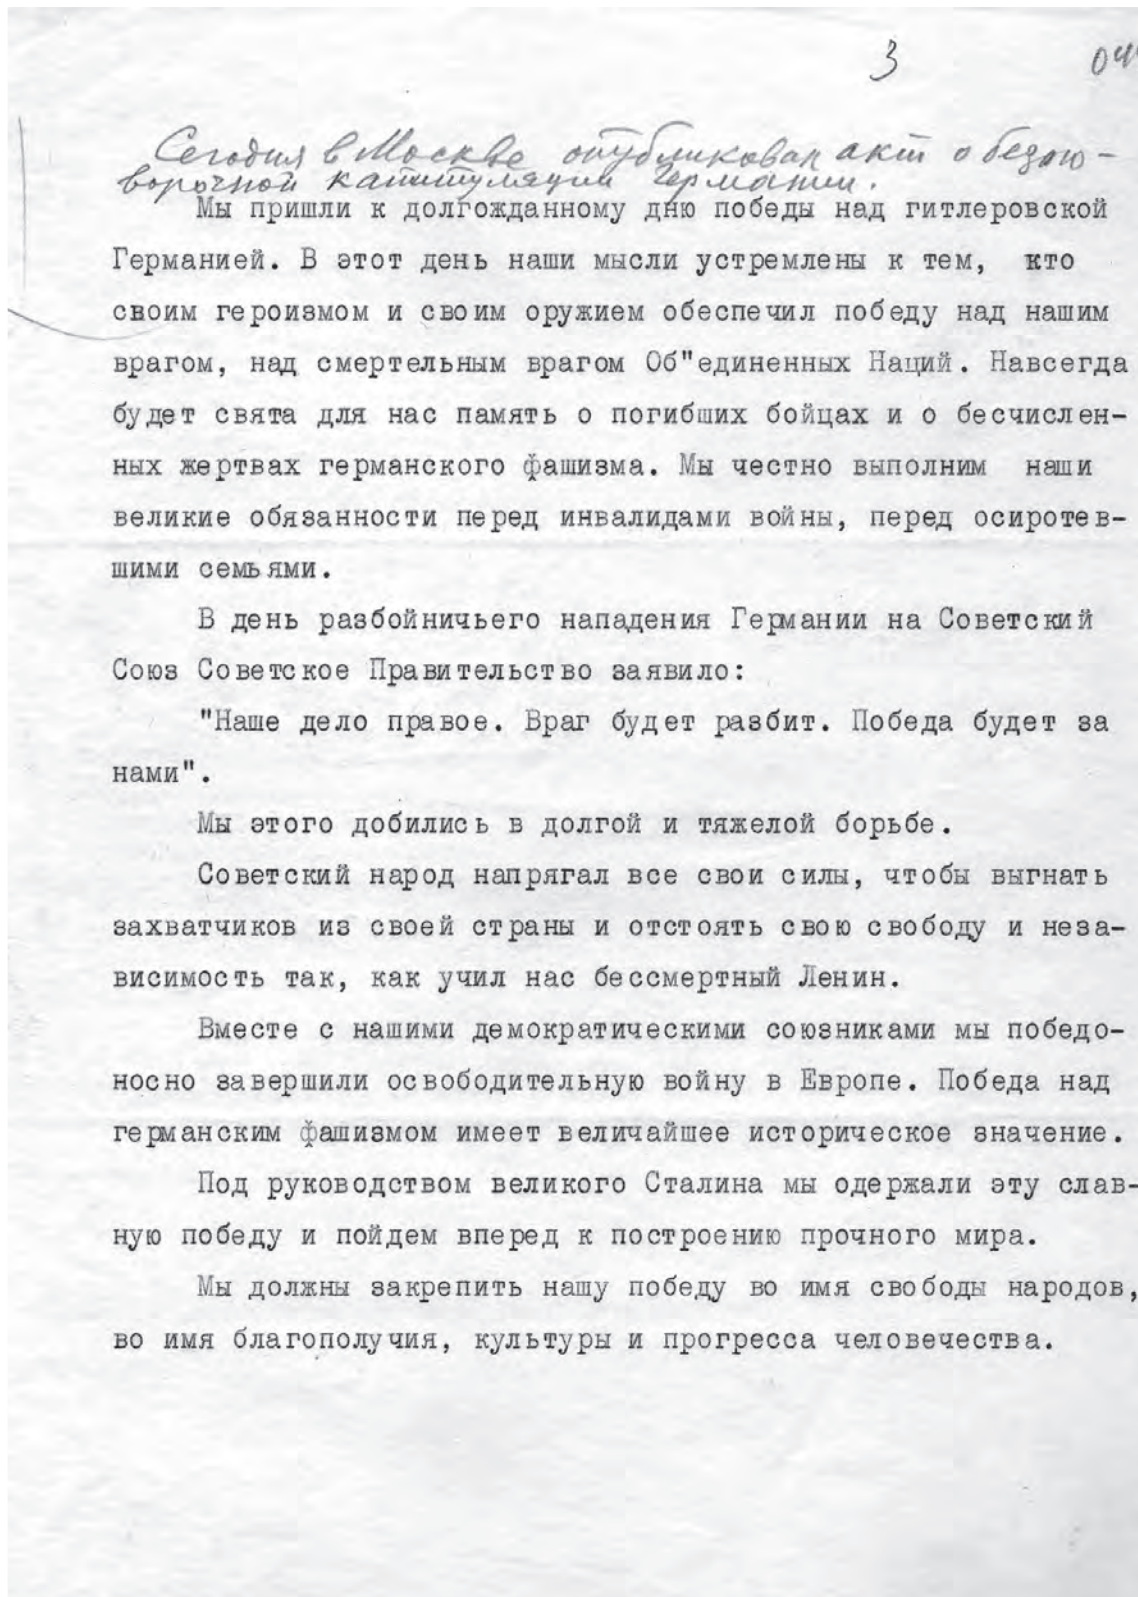 3
Сегодня в Москве опубликован акт о безого-
ворочной капитуляции Германии.
Мы пришли к долгожданному дню победы над гитлеровской
Германией. В этот день наши мысли устремлены к тем, кто
своим героизмом и своим оружием обеспечил победу над нашим
врагом, над смертельным врагом Об"единенных Наций. Навсегда
будет свята для нас память о погибших бойцах и о бесчислен-
ных жертвах германского фашизма. Мы честно выполним наши
великие обязанности перед инвалидами войны, перед осиротев-
шими семьями.
В день разбойничьего нападения Германии на Советский
Союз Советское Правительство заявило:
"Наше дело правое. Враг будет разбит. Победа будет за
нами".
Мы этого добились в долгой и тяжелой борьбе.
Советский народ напрягал все свои силы, чтобы выгнать
захватчиков из своей страны и отстоять свою свободу и неза-
висимость так, как учил нас бессмертный Ленин.
Вместе с нашими демократическими союзниками мы победо-
носно завершили освободительную войну в Европе. Победа над
германским фашизмом имеет величайшее историческое значение.
Под руководством великого Сталина мы одержали эту слав-
ную победу и пойдем вперед к построению прочного мира.
Мы должны закрепить нашу победу во имя свободы народов,
во имя благополучия, культуры и прогресса человечества.